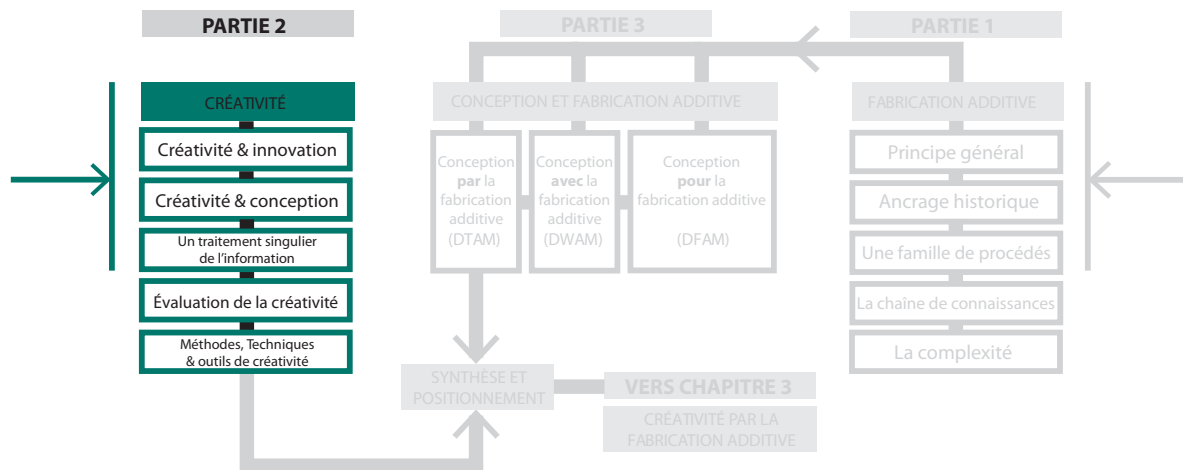 PARTIE 2
CRÉATIVITÉ
Créativité & innovation
Créativité & conception
Un traitement singulier
de l'information
Évaluation de la créativité
Méthodes, Techniques
& outils de créativité
PARTIE 3
CONCEPTION ET FABRICATION ADDITIVE
Conception
par la
fabrication
additive
(DTAM)
Conception
avec la
fabrication
additive
(DWAM)
Conception
pour la
fabrication additive
(DFAM)
SYNTHÈSE ET
POSITIONNEMENT
VERS CHAPITRE 3
CRÉATIVITÉ PAR LA
FABRICATION ADDITIVE
PARTIE 1
FABRICATION ADDITIVE
Principe général
Ancrage historique
Une famille de procédés
La chaîne de connaissances
La complexité